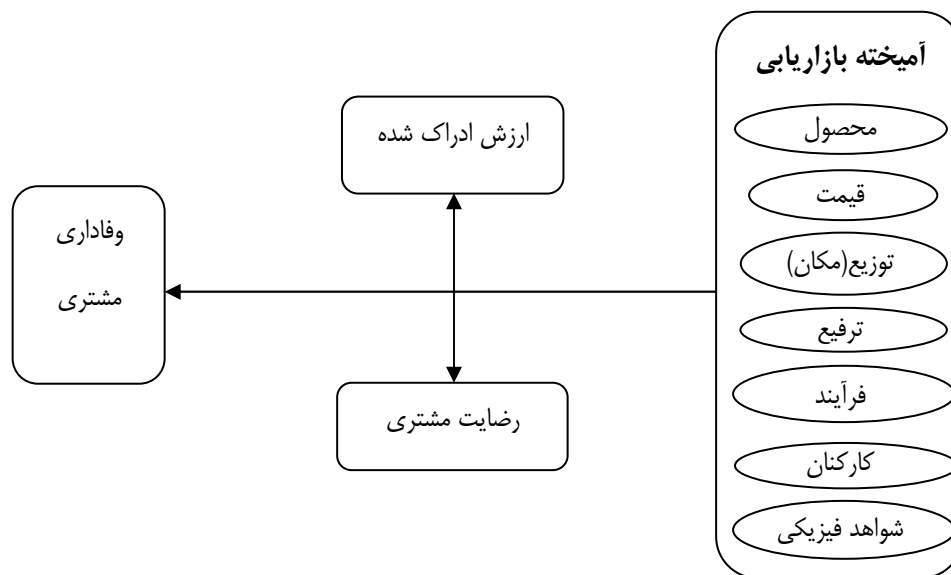 آمیخته بازاریابی
محصول
قیمت
توزیع(مکان)
ترفیع
فرآیند
کارکنان
شواهد فیزیکی
ارزش ادراک شده
رضایت مشتری
وفاداری
مشتری